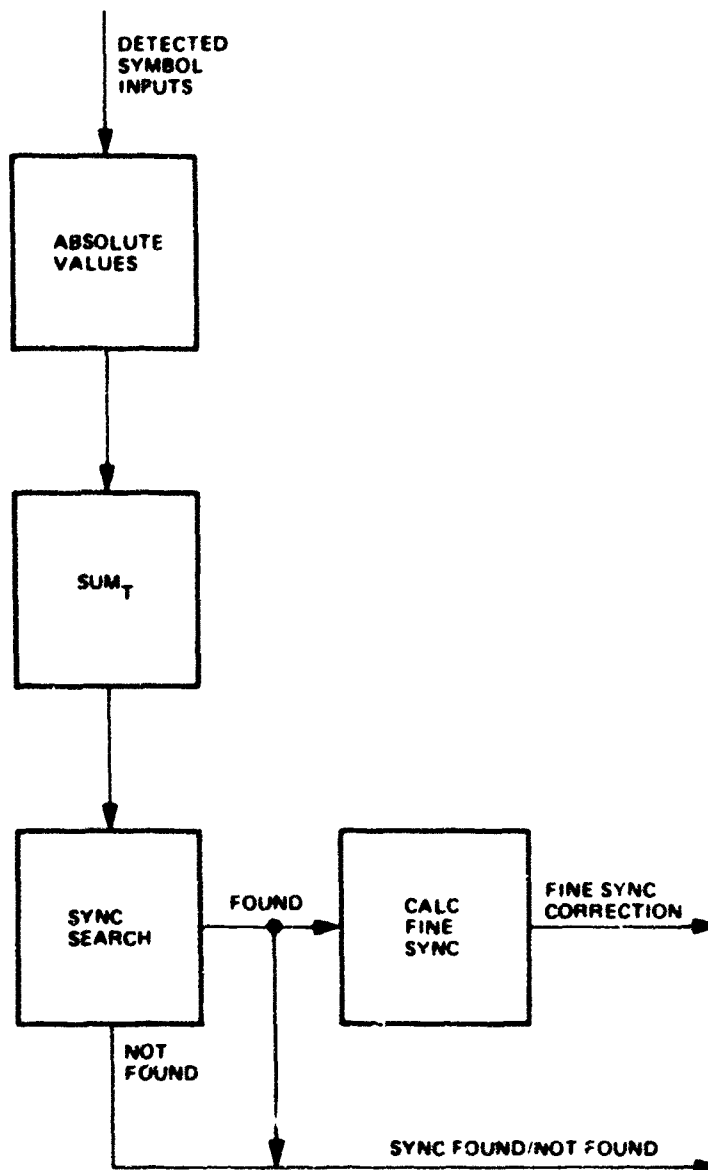 DETECTED
SYMBOL
INPUTS
ABSOLUTE
VALUES
SUM_T
SYNC
SEARCH
FOUND
CALC
FINE
SYNC
FINE SYNC
CORRECTION
NOT
FOUND
SYNC FOUND/NOT FOUND